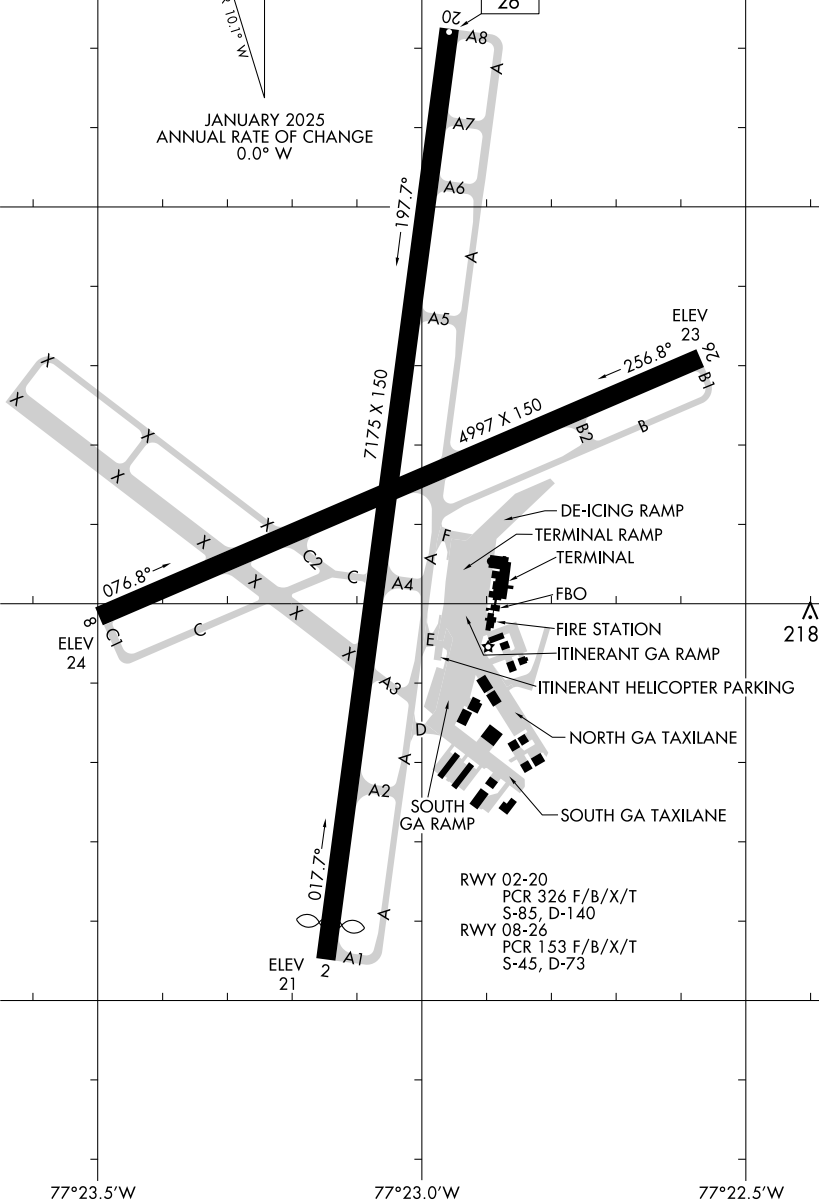 20
26
R 10.1° W
A8
A
JANUARY 2025
ANNUAL RATE OF CHANGE
0.0° W
A7
A6
197.7°
A
A5
ELEV
23
26
256.8°
B1
X
X
7175 X 150
4997 X 150
B2
B
X
X
X
X
DE-ICING RAMP
F
TERMINAL RAMP
A
TERMINAL
C2
C
A4
076.8°
X
FBO
8
C1
C
X
FIRE STATION
218
E
ELEV
24
X
ITINERANT GA RAMP
A3
ITINERANT HELICOPTER PARKING
D
NORTH GA TAXILANE
A
A2
SOUTH
GA RAMP
SOUTH GA TAXILANE
017.7°
RWY 02-20
PCR 326 F/B/X/T
S-85, D-140
RWY 08-26
PCR 153 F/B/X/T
S-45, D-73
A
A1
ELEV
21
2
77°23.5'W
77°23.0'W
77°22.5'W